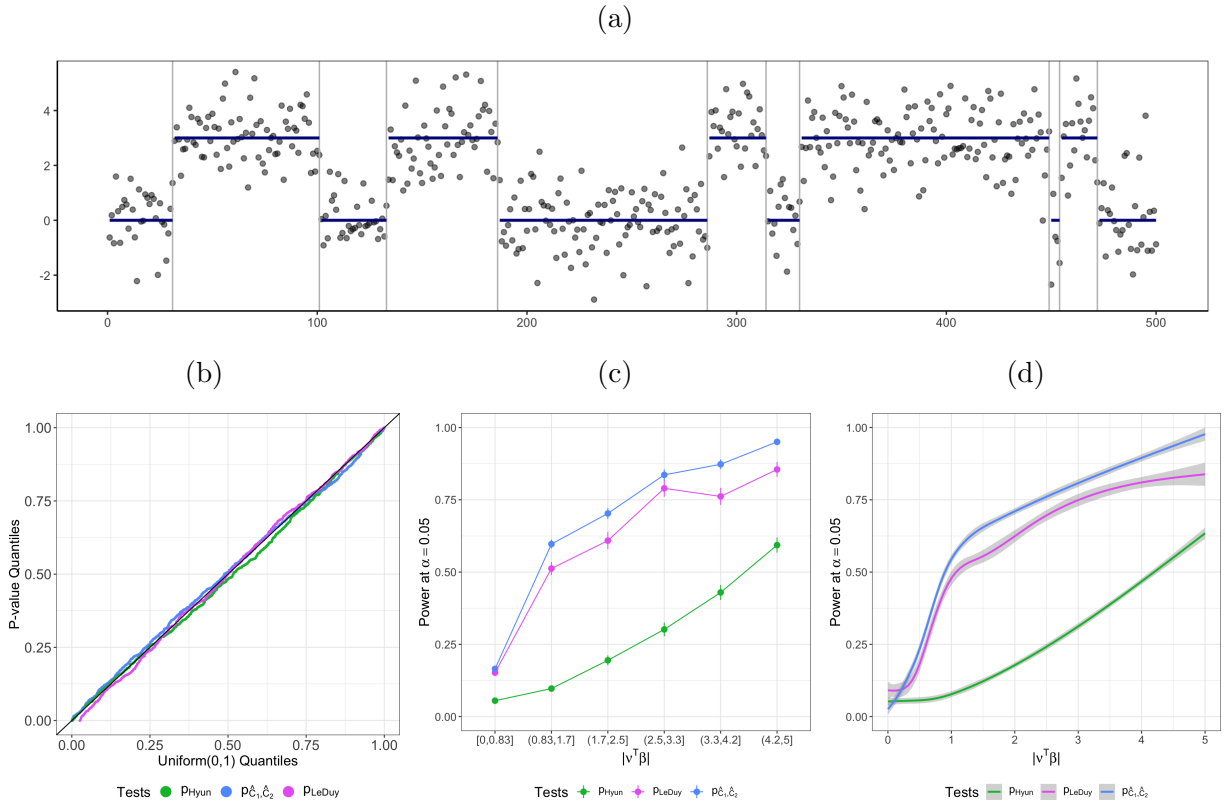 (a)
4
2
0
-2
0 100 200 300 400 500
(b) (c) (d)
1.00
0.75
0.50
0.25
0.00
P-value Quantiles
0.00 0.25 0.50 0.75 1.00
Uniform(0,1) Quantiles
Tests pHyun pĈ₁,Ĉ₂ pLeDuy
1.00
0.75
0.50
0.25
0.00
Power at α = 0.05
[0,0.83] (0.83,1.7] (1.7,2.5] (2.5,3.3] (3.3,4.2] (4.2,5]
|νᵀβ|
Tests pHyun pLeDuy pĈ₁,Ĉ₂
1.00
0.75
0.50
0.25
0.00
Power at α = 0.05
0 1 2 3 4 5
|νᵀβ|
Tests pHyun pLeDuy pĈ₁,Ĉ₂